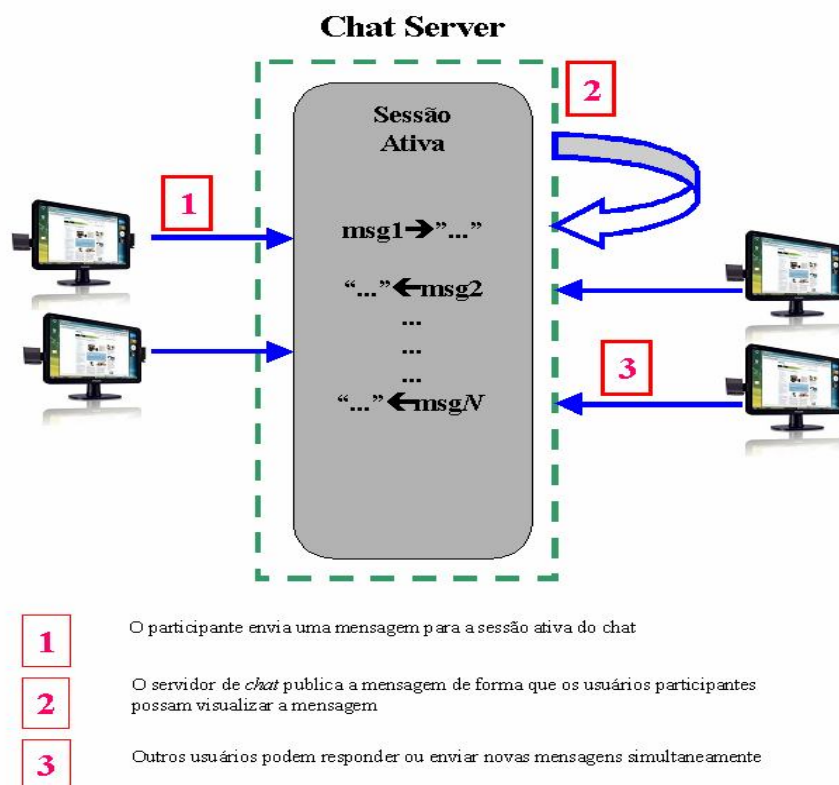 Chat Server
2
Sessão
Ativa
1
msg1➔”...”
“...”🡰msg2
...
...
...
3
“...”🡰msgN
1
O participante envia uma mensagem para a sessão ativa do chat
2
O servidor de chat publica a mensagem de forma que os usuários participantes
possam visualizar a mensagem
3
Outros usuários podem responder ou enviar novas mensagens simultaneamente